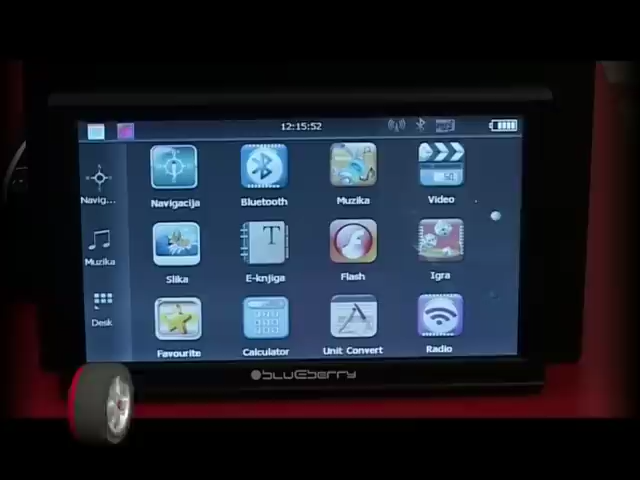 12:15:52
Navig...
Navigacija
Bluetooth
Muzika
Video
Muzika
Slika
E-knjiga
T
Flash
Igra
Desk
Favourite
Calculator
Unit Convert
Radio
blueberry